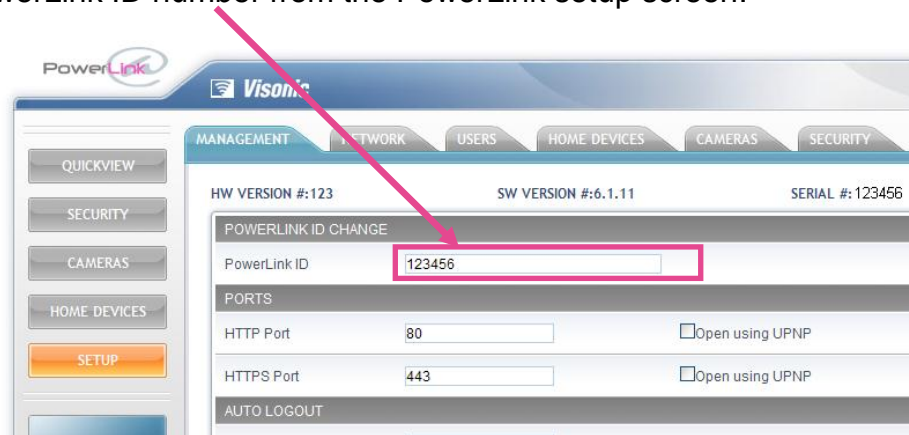 ID number from the PowerLink setup screen.
PowerLink
Visonic
MANAGEMENT NETWORK USERS HOME DEVICES CAMERAS SECURITY
QUICKVIEW
SECURITY
CAMERAS
HOME DEVICES
SETUP
HW VERSION #:123 SW VERSION #:6.1.11 SERIAL #: 123456
POWERLINK ID CHANGE
PowerLink ID 123456
PORTS
HTTP Port 80 Open using UPNP
HTTPS Port 443 Open using UPNP
AUTO LOGOUT